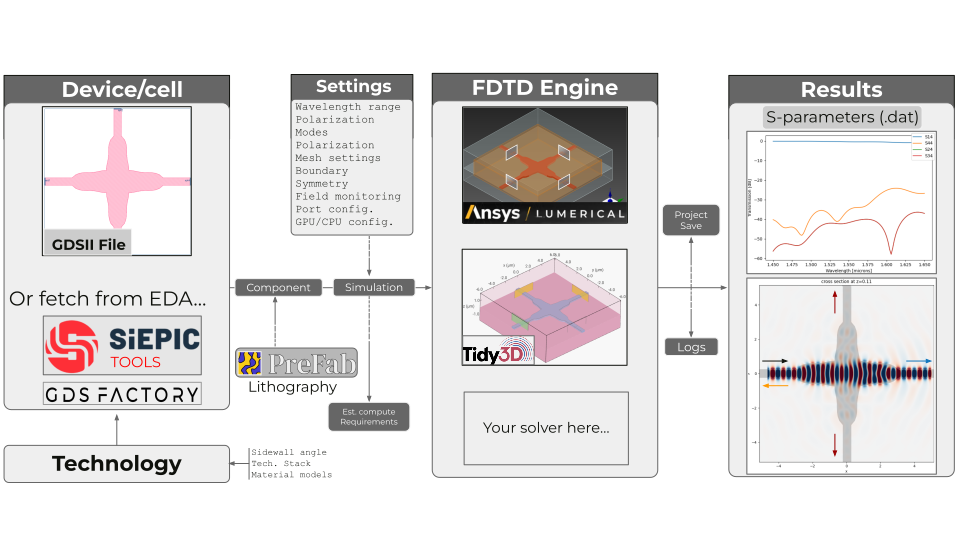 Device/cell
GDSII File
Or fetch from EDA...
SiEPIC
TOOLS
GDS FACTORY
Technology
Sidewall angle
Tech. Stack
Material models
Settings
Wavelength range
Polarization
Modes
Polarization
Mesh settings
Boundary
Symmetry
Field monitoring
Port config.
GPU/CPU config.
Component
Simulation
PreFab
Lithography
Est. compute
Requirements
FDTD Engine
Ansys / LUMERICAL
Tidy3D
Your solver here...
Project
Save
Logs
Results
S-parameters (.dat)
S14
S44
S24
S34
0
−10
−20
−30
−40
−50
−60
Transmission [dB]
1.450 1.475 1.500 1.525 1.550 1.575 1.600 1.625 1.650
Wavelength [microns]
cross section at z=0.11
4
2
0
−2
−4
−4 −2 0 2 4
x